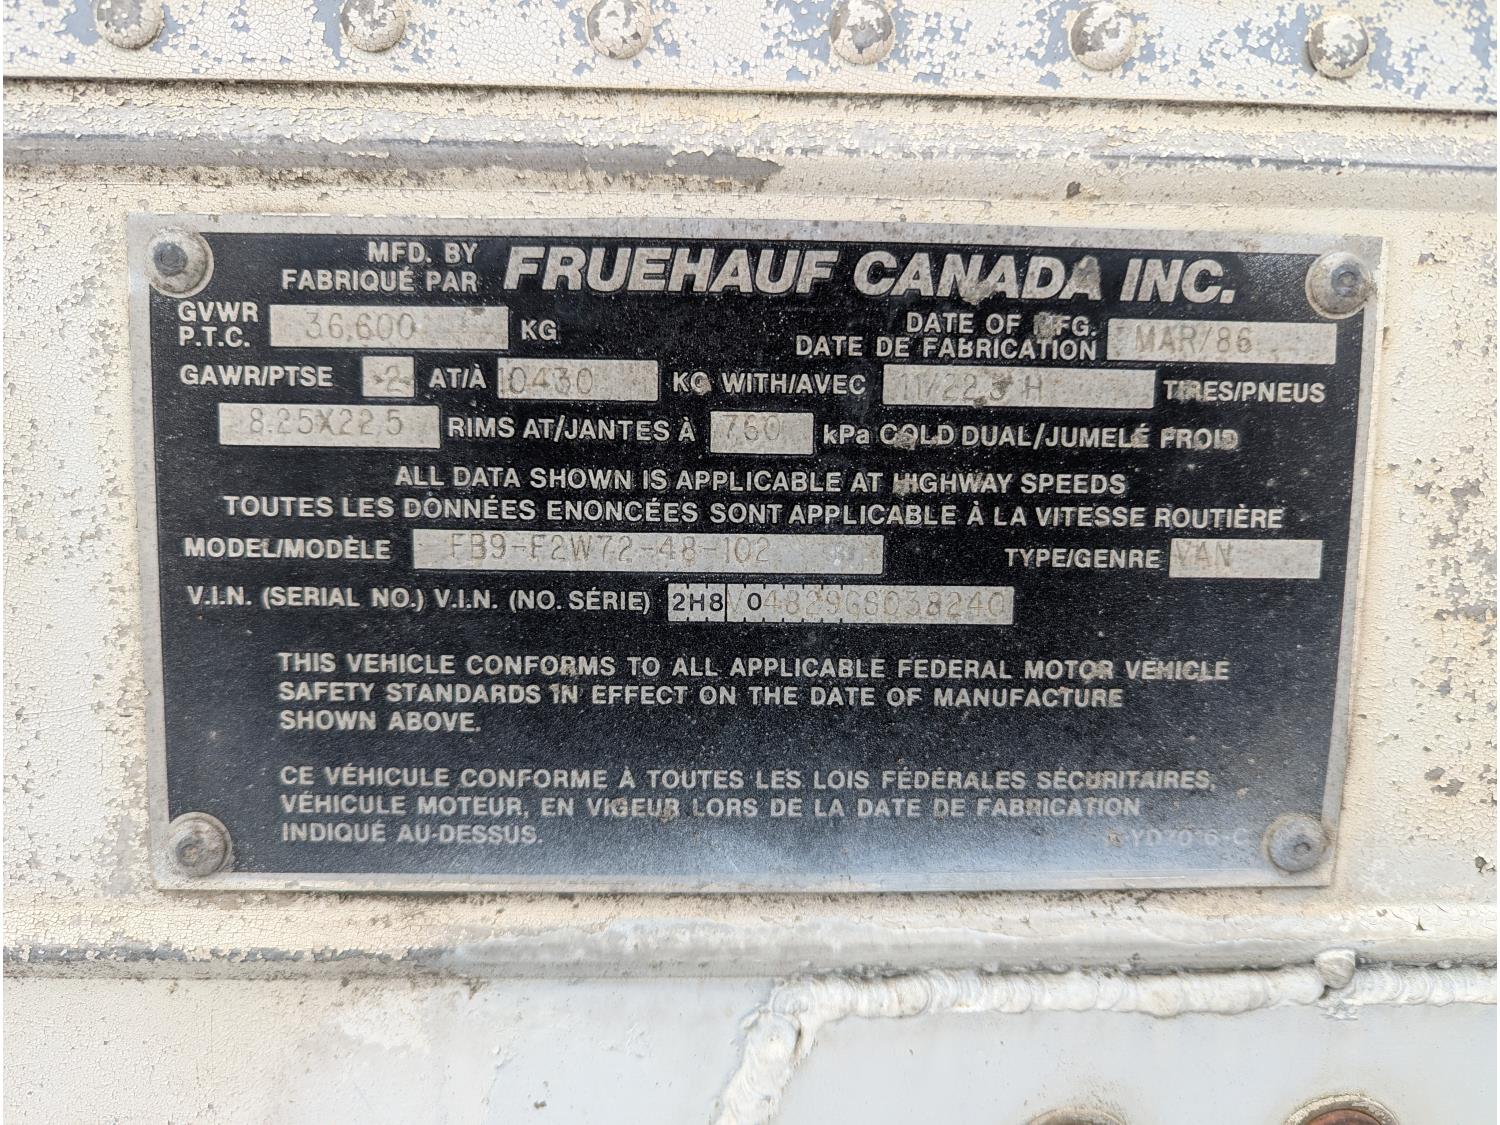 MFD. BY
FABRIQUÉ PAR
FRUEHAUF CANADA INC.
GVWR
P.T.C. 36,600 KG
DATE OF MFG.
DATE DE FABRICATION MAR/86
GAWR/PTSE 2 AT/À 10430 KG WITH/AVEC 11/22.5 H TIRES/PNEUS
8.25X22.5 RIMS AT/JANTES À 760 kPa COLD DUAL/JUMELÉ FROID
ALL DATA SHOWN IS APPLICABLE AT HIGHWAY SPEEDS
TOUTES LES DONNÉES ENONCÉES SONT APPLICABLE À LA VITESSE ROUTIÈRE
MODEL/MODÈLE FB9-F2W72-48-102 TYPE/GENRE VAN
V.I.N. (SERIAL NO.) V.I.N. (NO. SÉRIE) 2H8V04829GS038240
THIS VEHICLE CONFORMS TO ALL APPLICABLE FEDERAL MOTOR VEHICLE
SAFETY STANDARDS IN EFFECT ON THE DATE OF MANUFACTURE
SHOWN ABOVE.
CE VÉHICULE CONFORME À TOUTES LES LOIS FÉDÉRALES SÉCURITAIRES,
VÉHICULE MOTEUR, EN VIGEUR LORS DE LA DATE DE FABRICATION
INDIQUÉ AU-DESSUS.